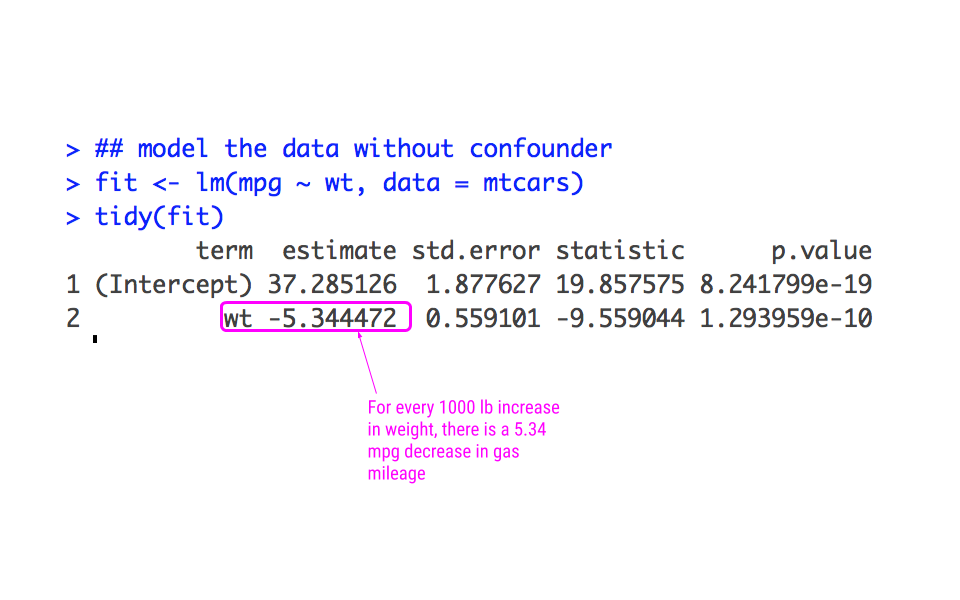 > ## model the data without confounder
> fit <- lm(mpg ~ wt, data = mtcars)
> tidy(fit)
term estimate std.error statistic p.value
1 (Intercept) 37.285126 1.877627 19.857575 8.241799e-19
2 wt -5.344472 0.559101 -9.559044 1.293959e-10
For every 1000 lb increase
in weight, there is a 5.34
mpg decrease in gas
mileage